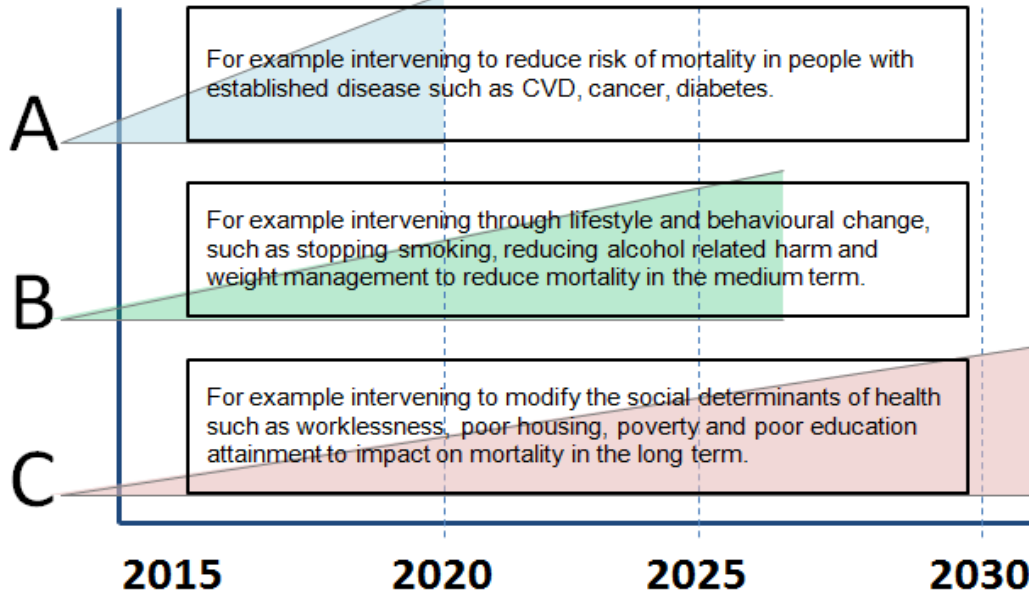 A
For example intervening to reduce risk of mortality in people with
established disease such as CVD, cancer, diabetes.
B
For example intervening through lifestyle and behavioural change,
such as stopping smoking, reducing alcohol related harm and
weight management to reduce mortality in the medium term.
C
For example intervening to modify the social determinants of health
such as worklessness, poor housing, poverty and poor education
attainment to impact on mortality in the long term.
2015 2020 2025 2030